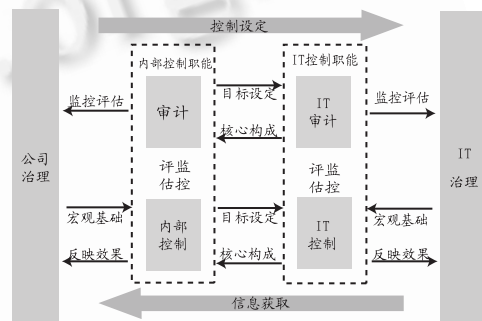 控制设定
内部控制职能
IT控制职能
公司
治理
监控评估
审计
目标设定
核心构成
IT
审计
监控评估
IT
治理
评监
估控
评监
估控
宏观基础
反映效果
内部
控制
目标设定
核心构成
IT
控制
宏观基础
反映效果
信息获取